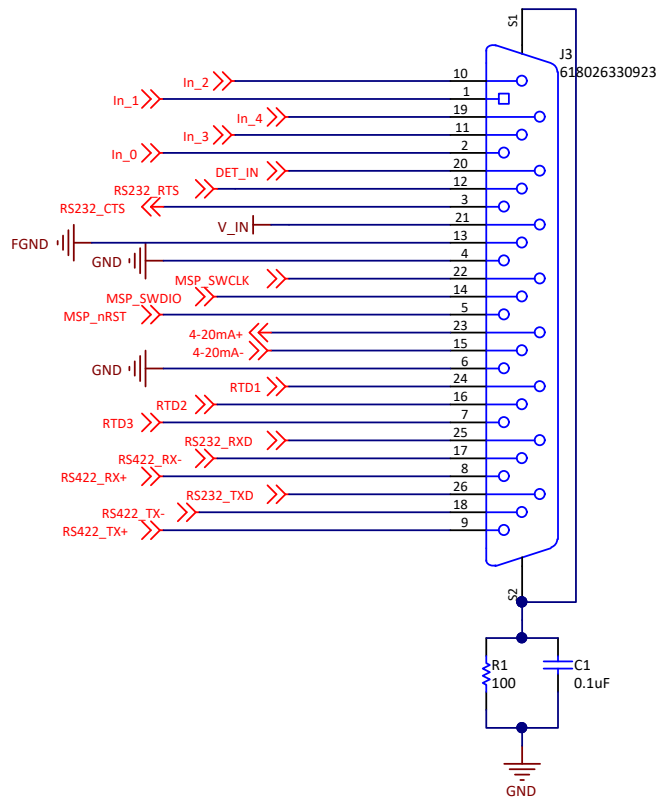 S1
J3
618026330923
In_2 10
In_1 1
In_4 19
In_3 11
In_0 2
DET_IN 20
RS232_RTS 12
RS232_CTS 3
V_IN 21
FGND 13
GND 4
MSP_SWCLK 22
MSP_SWDIO 14
MSP_nRST 5
4-20mA+ 23
4-20mA- 15
GND 6
RTD1 24
RTD2 16
RTD3 7
RS232_RXD 25
RS422_RX- 17
RS422_RX+ 8
RS232_TXD 26
RS422_TX- 18
RS422_TX+ 9
S2
R1 C1
100 0.1uF
GND